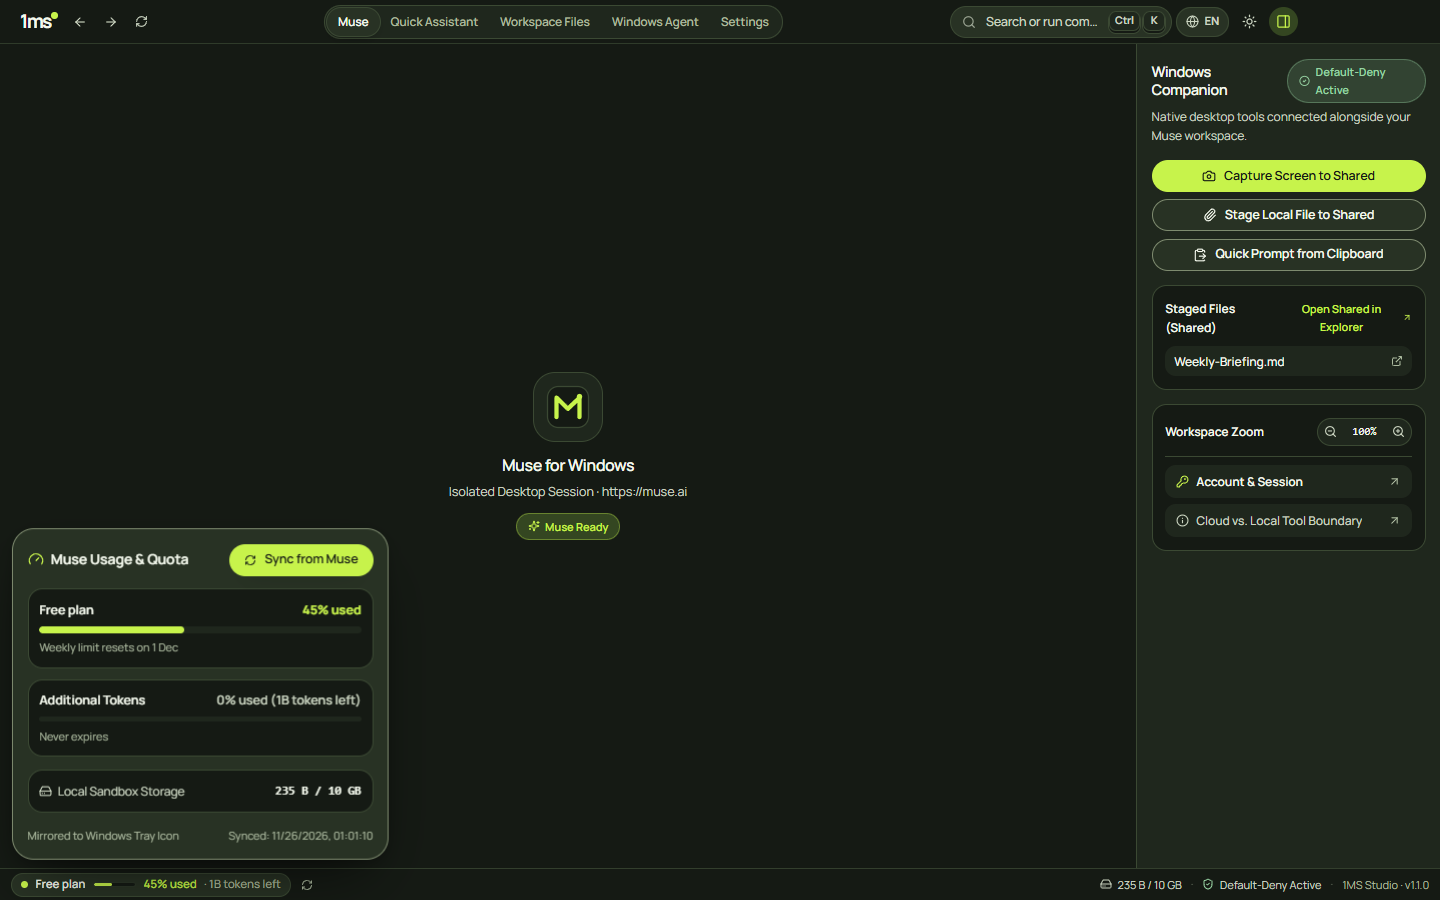 1ms
Muse
Quick Assistant
Workspace Files
Windows Agent
Settings
Search or run com...
Ctrl
K
EN
Windows
Companion
Default-Deny
Active
Native desktop tools connected alongside your
Muse workspace.
Capture Screen to Shared
Stage Local File to Shared
Quick Prompt from Clipboard
Staged Files
(Shared)
Open Shared in
Explorer
Weekly-Briefing.md
Workspace Zoom
100%
Account & Session
Cloud vs. Local Tool Boundary
M
Muse for Windows
Isolated Desktop Session · https://muse.ai
Muse Ready
Muse Usage & Quota
Sync from Muse
Free plan
45% used
Weekly limit resets on 1 Dec
Additional Tokens
0% used (1B tokens left)
Never expires
Local Sandbox Storage
235 B / 10 GB
Mirrored to Windows Tray Icon
Synced: 11/26/2026, 01:01:10
Free plan
45% used
· 1B tokens left
235 B / 10 GB
·
Default-Deny Active
·
1MS Studio · v1.1.0